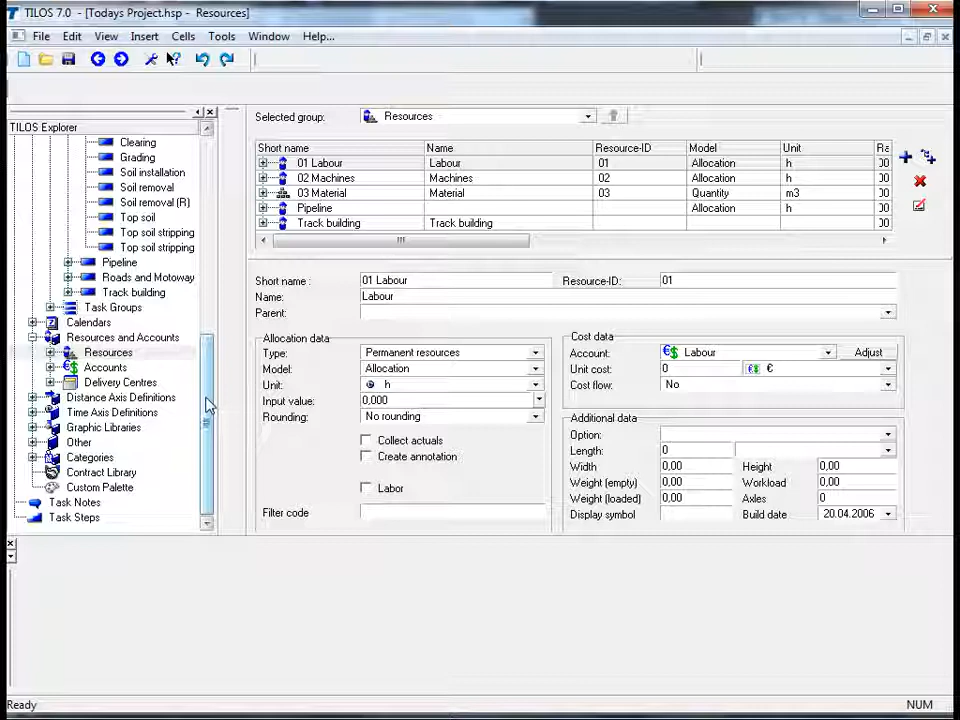 TILOS 7.0 - [Todays Project.hsp - Resources]
File Edit View Insert Cells Tools Window Help...
TILOS Explorer
Clearing
Grading
Soil installation
Soil removal
Soil removal (R)
Top soil
Top soil stripping
Top soil stripping
Pipeline
Roads and Motoway
Track building
Task Groups
Calendars
Resources and Accounts
Resources
Accounts
Delivery Centres
Distance Axis Definitions
Time Axis Definitions
Graphic Libraries
Other
Categories
Contract Library
Custom Palette
Task Notes
Task Steps
Selected group: Resources
Short name Name Resource-ID Model Unit Ra
01 Labour Labour 01 Allocation h 00
02 Machines Machines 02 Allocation h 00
03 Material Material 03 Quantity m3 00
Pipeline Allocation h 00
Track building Track building Allocation h 00
Short name : 01 Labour Resource-ID: 01
Name: Labour
Parent:
Allocation data
Type: Permanent resources
Model: Allocation
Unit: h
Input value: 0,000
Rounding: No rounding
Collect actuals
Create annotation
Labor
Filter code
Cost data
Account: €$ Labour Adjust
Unit cost: 0 €
Cost flow: No
Additional data
Option:
Length: 0
Width 0,00 Height 0,00
Weight (empty) 0,00 Workload 0,00
Weight (loaded) 0,00 Axles 0
Display symbol Build date 20.04.2006
Ready NUM